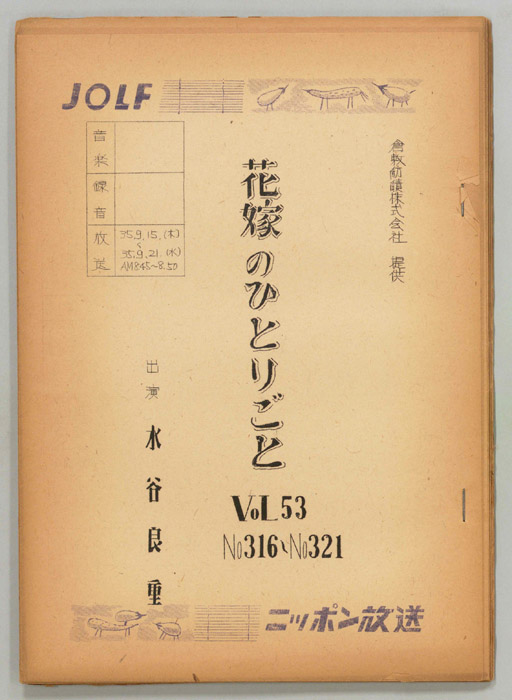 JOLF
倉敷紡績株式会社 提供
花嫁のひとりごと
VOL 53
No316~No321
音楽
録音
放送
35.9.15.(木)
~
35.9.21.(水)
AM8.45~8.50
出演 水谷良重
ニッポン放送